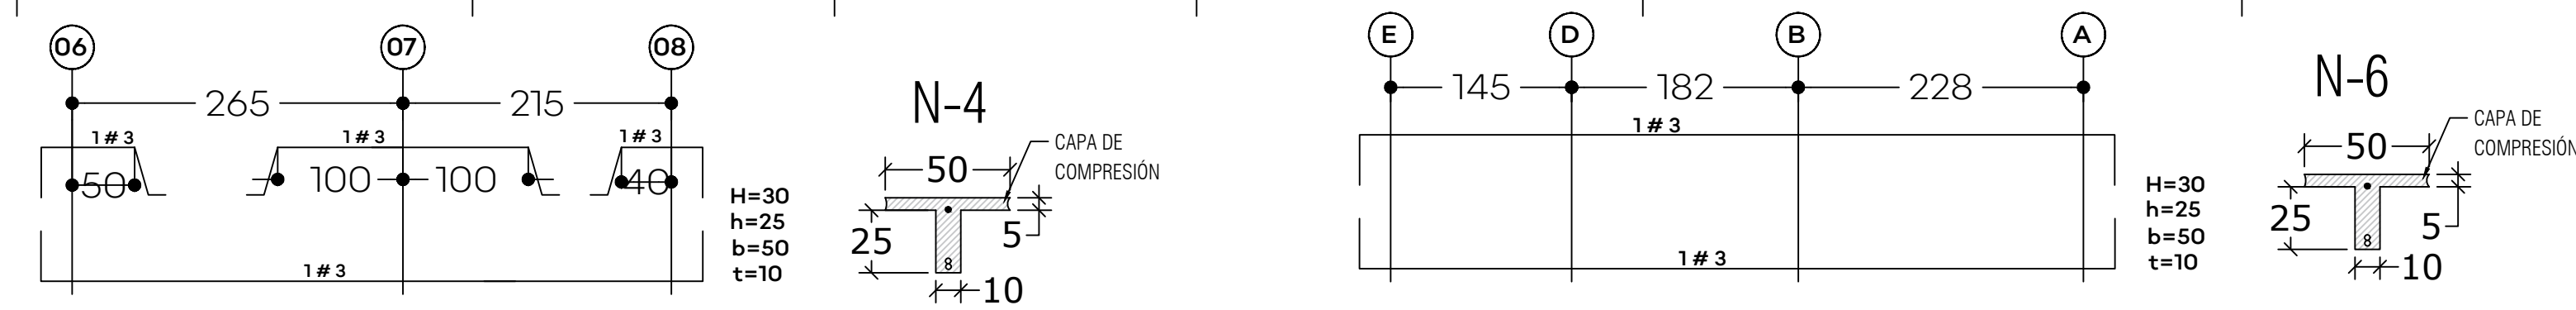 06 07 08
265 215
1 # 3 1 # 3 1 # 3
50 100 100 40
1 # 3
H=30
h=25
b=50
t=10
N-4
CAPA DE
COMPRESIÓN
50
25
5
8
10
E D B A
145 182 228
1 # 3
1 # 3
H=30
h=25
b=50
t=10
N-6
CAPA DE
COMPRESIÓN
50
25
5
8
10